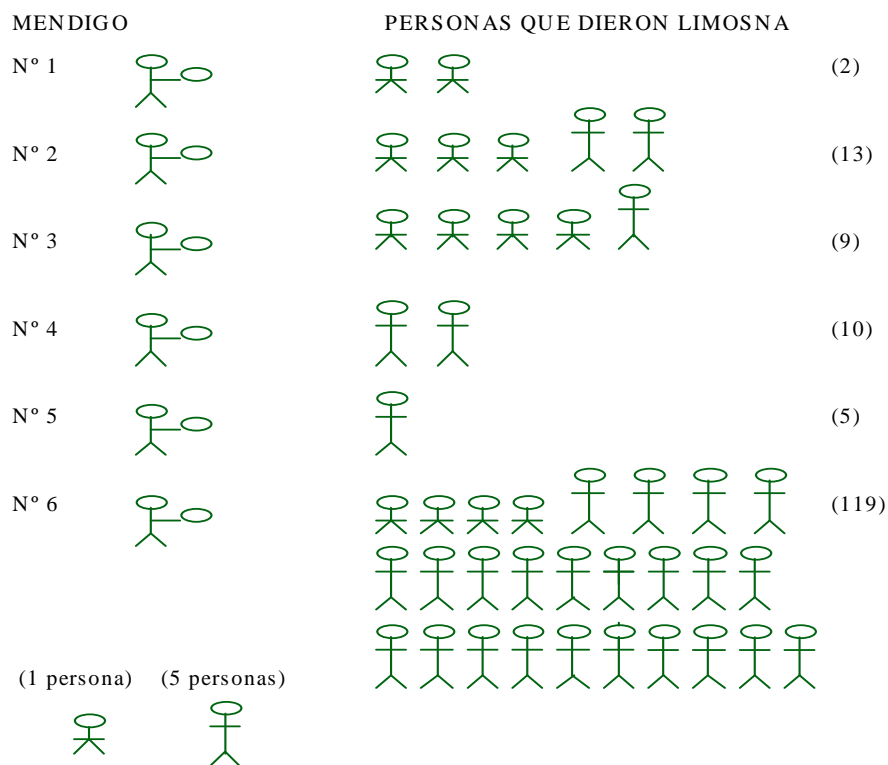 MENDIGO PERSONAS QUE DIERON LIMOSNA
Nº 1 (2)
Nº 2 (13)
Nº 3 (9)
Nº 4 (10)
Nº 5 (5)
Nº 6 (119)
(1 persona) (5 personas)